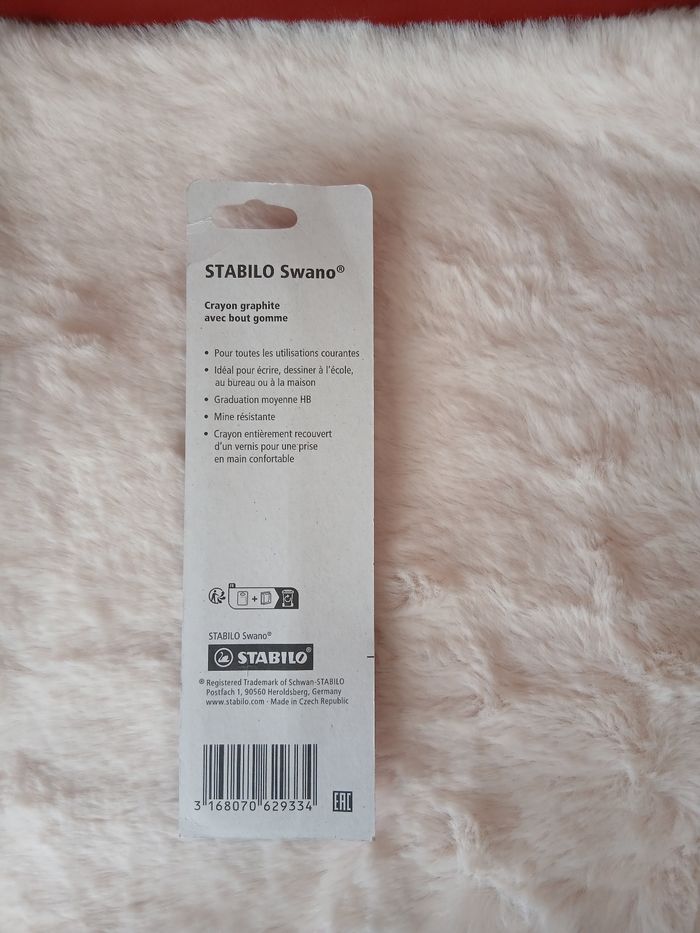 STABILO Swano®
Crayon graphite
avec bout gomme
• Pour toutes les utilisations courantes
• Idéal pour écrire, dessiner à l'école,
au bureau ou à la maison
• Graduation moyenne HB
• Mine résistante
• Crayon entièrement recouvert
d'un vernis pour une prise
en main confortable
FR
+
STABILO Swano®
STABILO®
® Registered Trademark of Schwan-STABILO
Postfach 1, 90560 Heroldsberg, Germany
www.stabilo.com · Made in Czech Republic
3 168070 629334
EAC